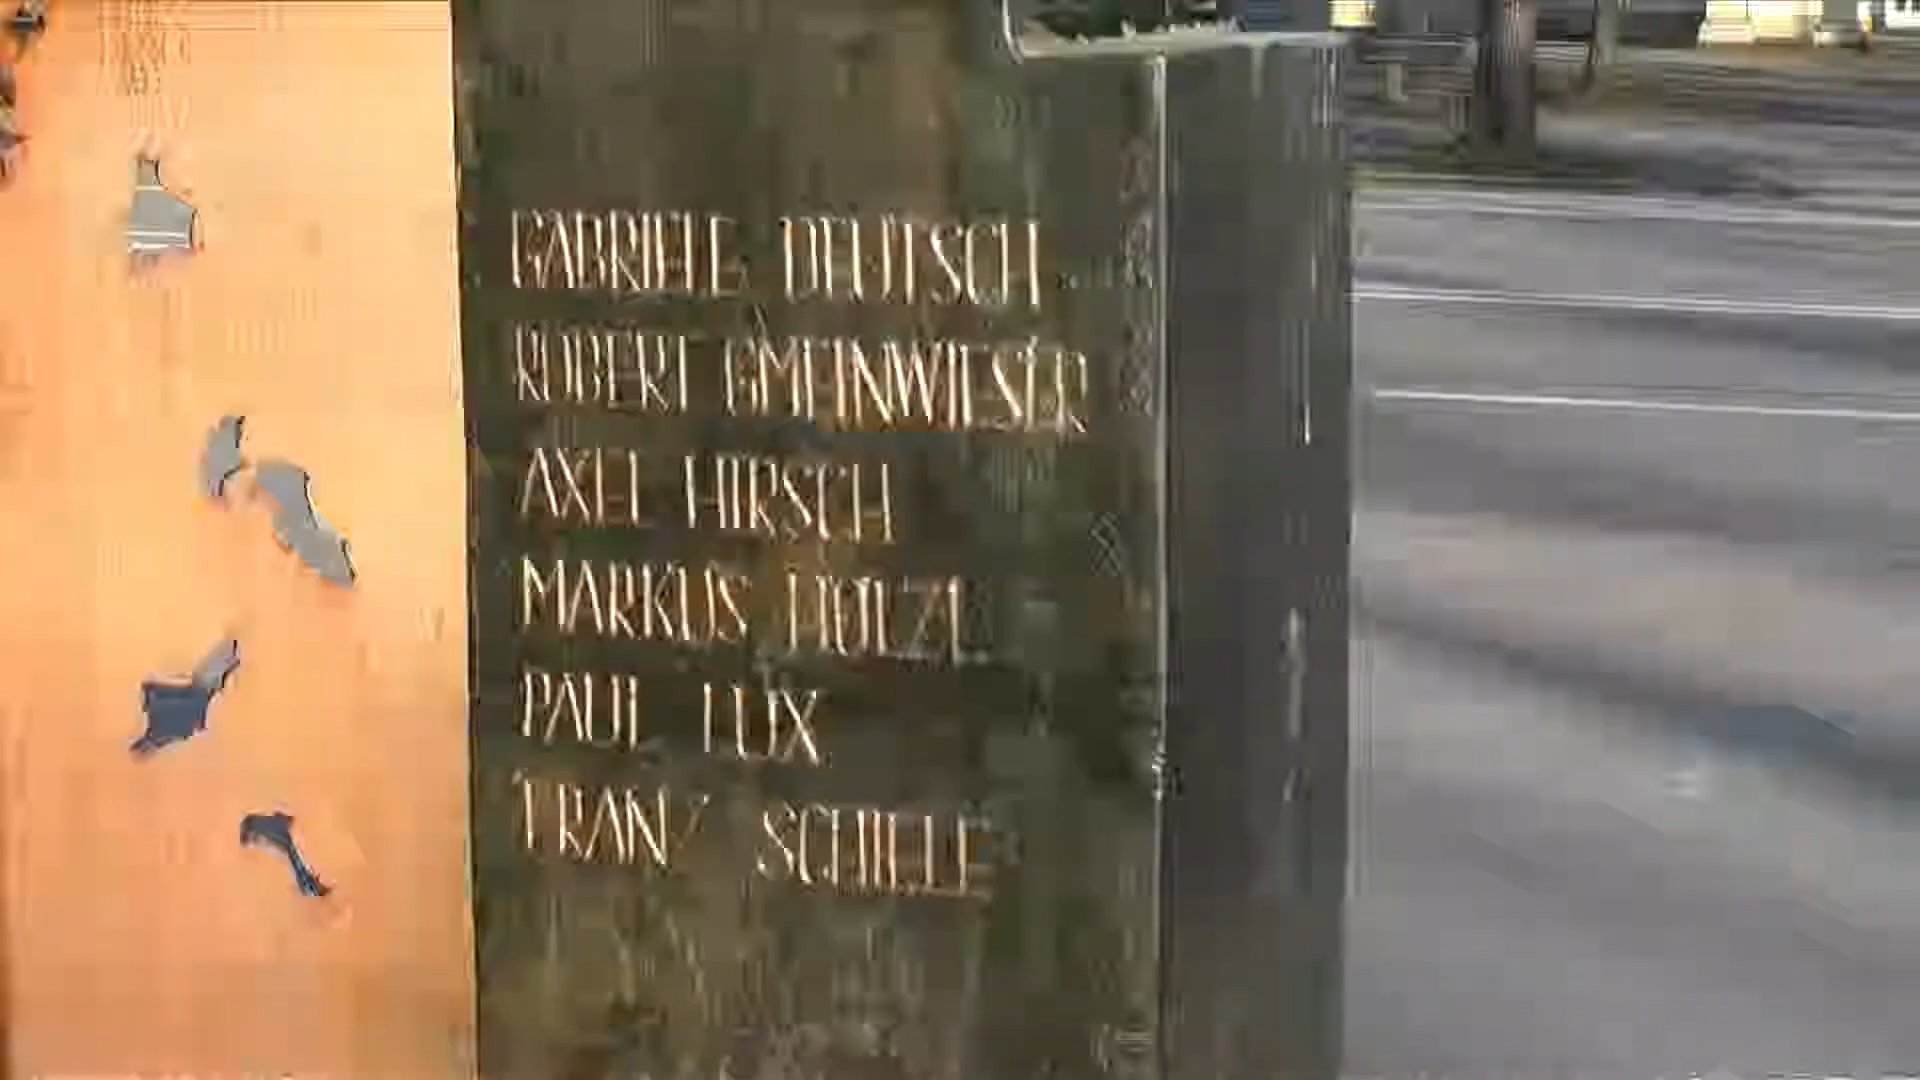 GABRIELE DEUTSCH
ROBERT GMEINWIESER
AXEL HIRSCH
MARKUS HÖLZL
PAUL LUX
FRANZ SCHIELE